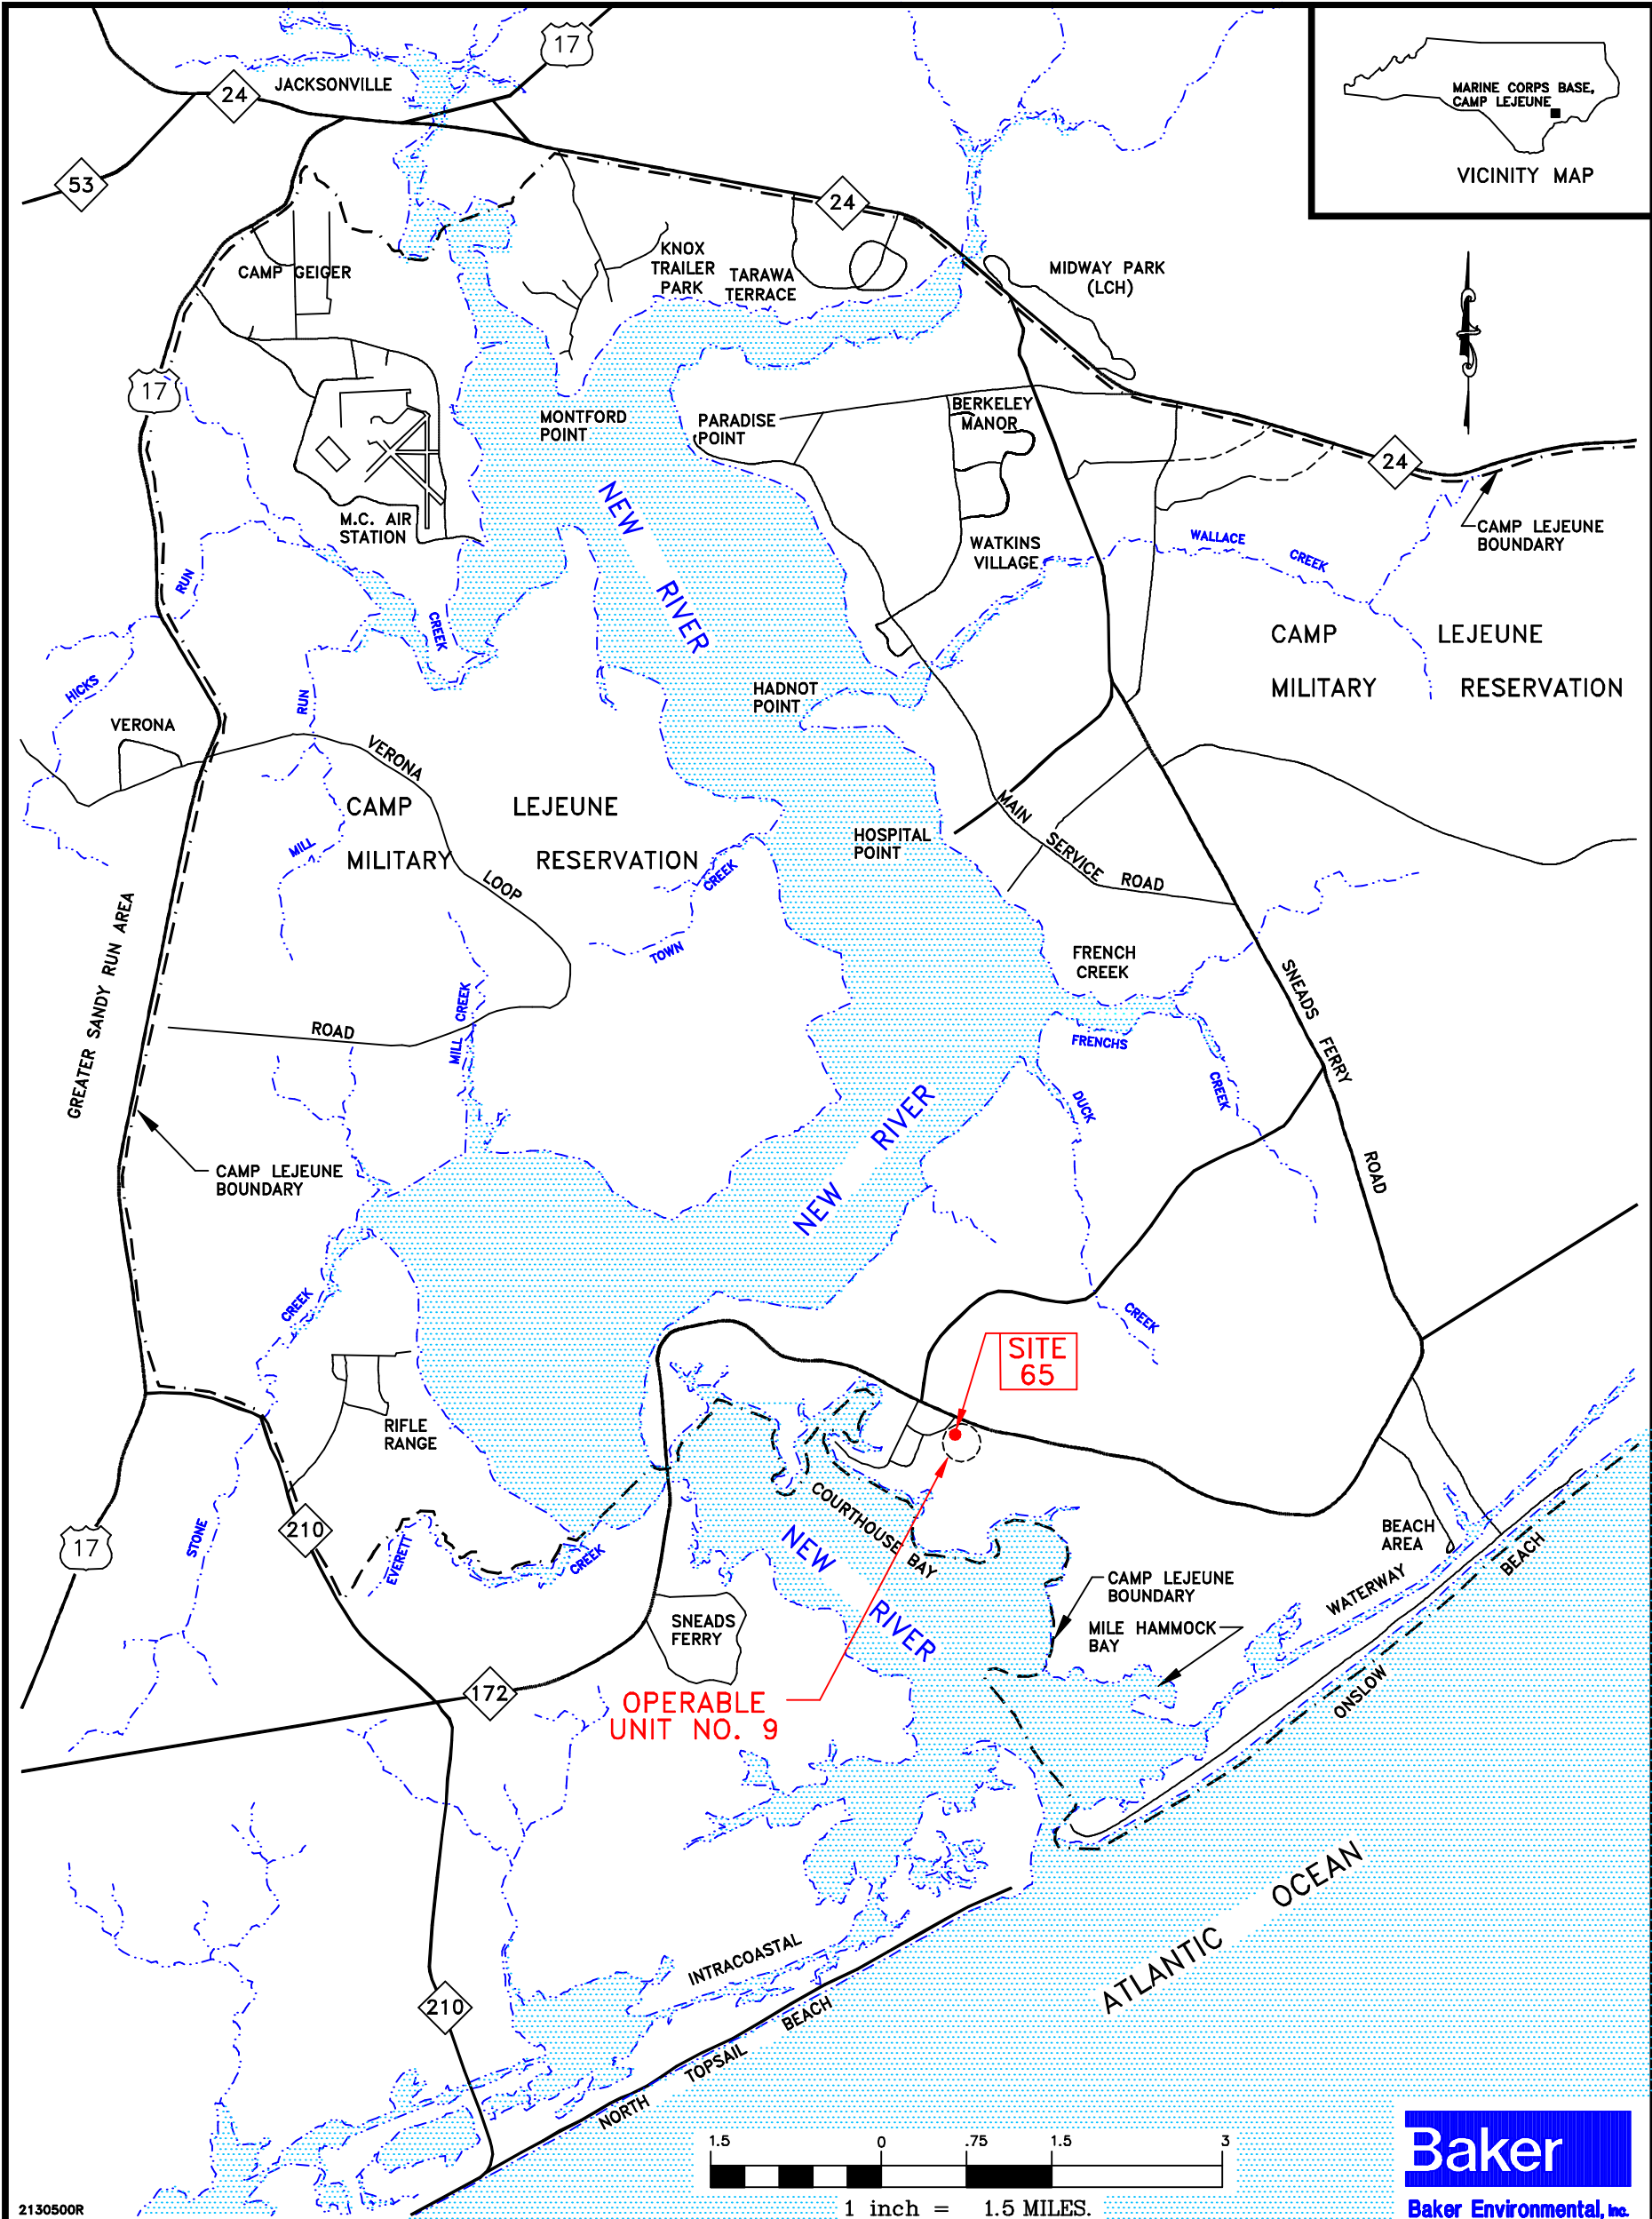 17
JACKSONVILLE
24
53
MARINE CORPS BASE,
CAMP LEJEUNE
VICINITY MAP
24
KNOX
TRAILER
PARK
TARAWA
TERRACE
CAMP GEIGER
MIDWAY PARK
(LCH)
17
MONTFORD
POINT
PARADISE
POINT
BERKELEY
MANOR
24
M.C. AIR
STATION
NEW RIVER
WATKINS
VILLAGE
WALLACE CREEK
CAMP LEJEUNE
BOUNDARY
RUN
CREEK
HICKS
CAMP LEJEUNE
MILITARY RESERVATION
RUN
HADNOT
POINT
VERONA
VERONA
CAMP LEJEUNE
MILITARY RESERVATION
MILL
LOOP
CREEK
TOWN
HOSPITAL
POINT
MAIN SERVICE ROAD
FRENCH
CREEK
SNEADS FERRY ROAD
GREATER SANDY RUN AREA
ROAD
MILL CREEK
FRENCHS CREEK
DUCK
NEW RIVER
CAMP LEJEUNE
BOUNDARY
CREEK
CREEK
SITE
65
RIFLE
RANGE
17
210
STONE
EVERETT
CREEK
COURTHOUSE BAY
NEW RIVER
BEACH
AREA
BEACH
WATERWAY
CAMP LEJEUNE
BOUNDARY
MILE HAMMOCK
BAY
SNEADS
FERRY
ONSLOW
172
OPERABLE
UNIT NO. 9
ATLANTIC OCEAN
INTRACOASTAL
210
NORTH TOPSAIL BEACH
1.5 0 .75 1.5 3
1 inch = 1.5 MILES.
Baker
Baker Environmental, Inc.
2130500R